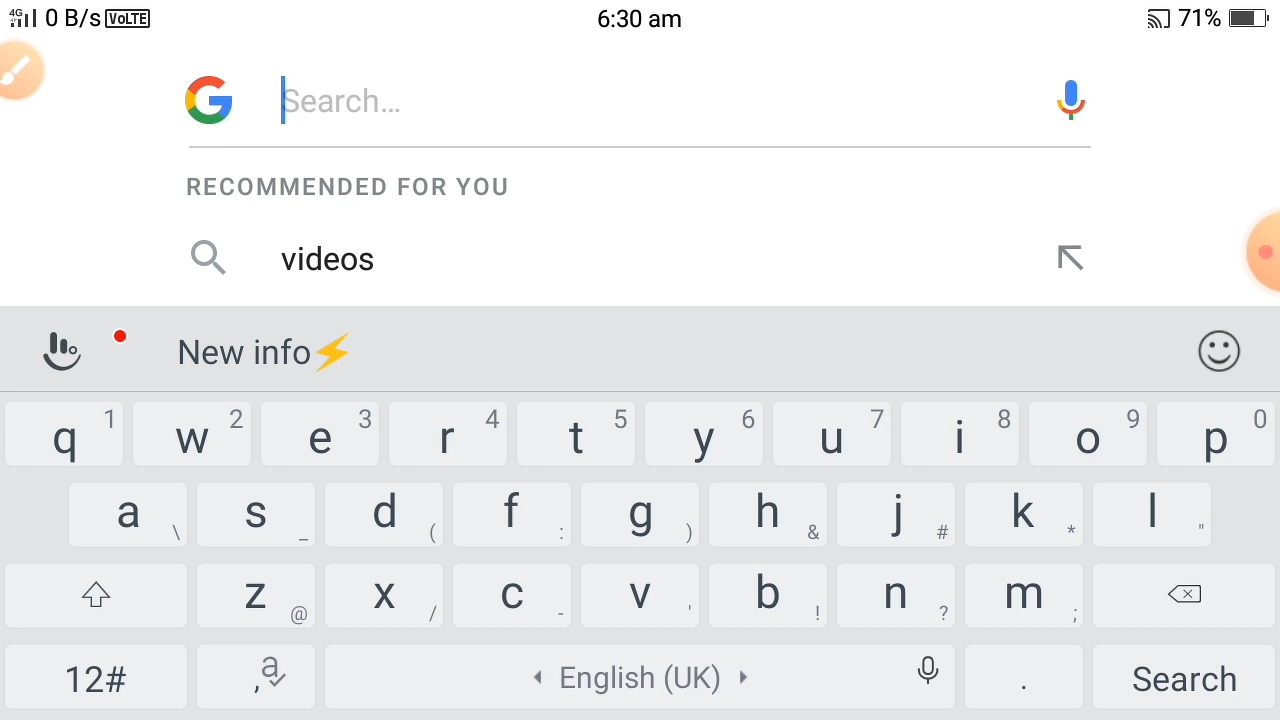 4G 0 B/s VoLTE 6:30 am 71%
Search...
RECOMMENDED FOR YOU
videos
New info⚡
q 1 w 2 e 3 r 4 t 5 y 6 u 7 i 8 o 9 p 0
a \ s _ d ( f : g ) h & j # k * l "
z @ x / c - v ' b ! n ? m ;
12# , a English (UK) . Search